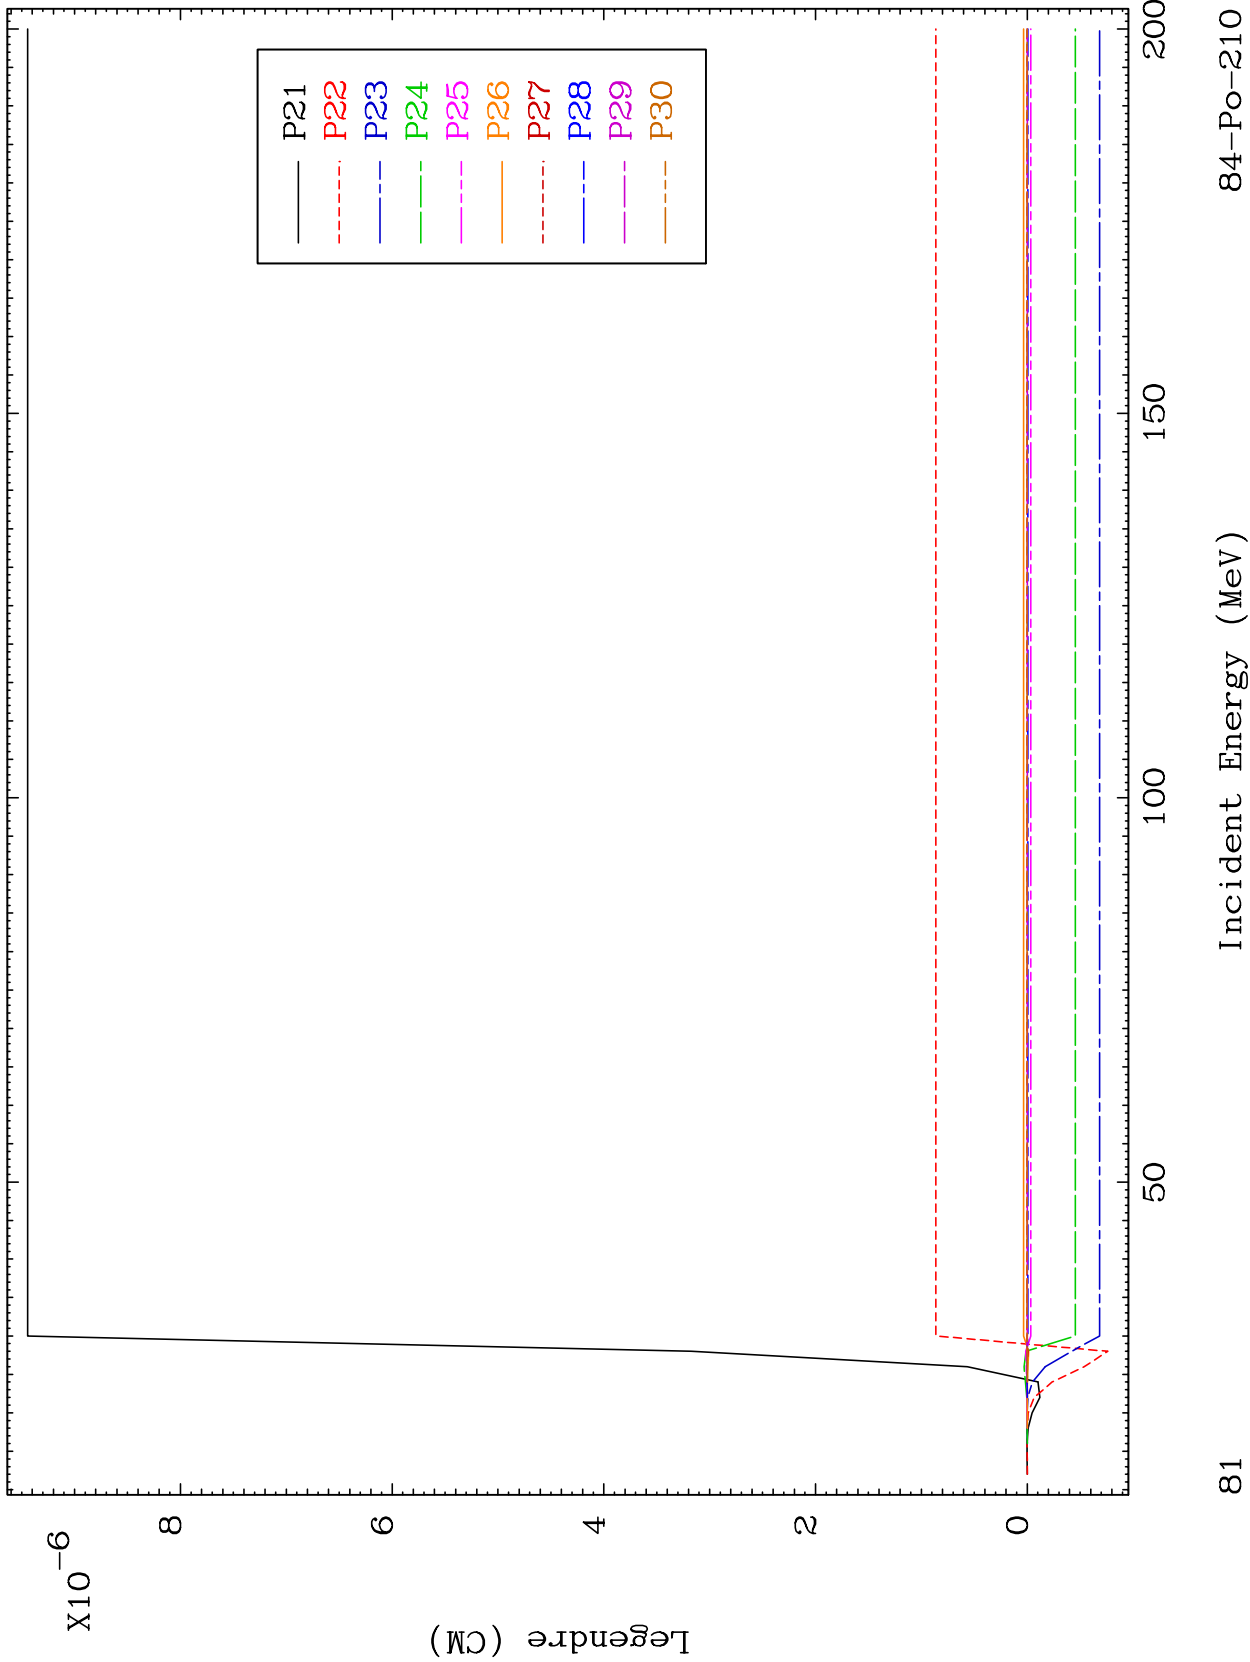 X10-6
8
6
4
2
0
Legendre (CM)
P21
P22
P23
P24
P25
P26
P27
P28
P29
P30
50
100
150
200
Incident Energy (MeV)
81
84-Po-210